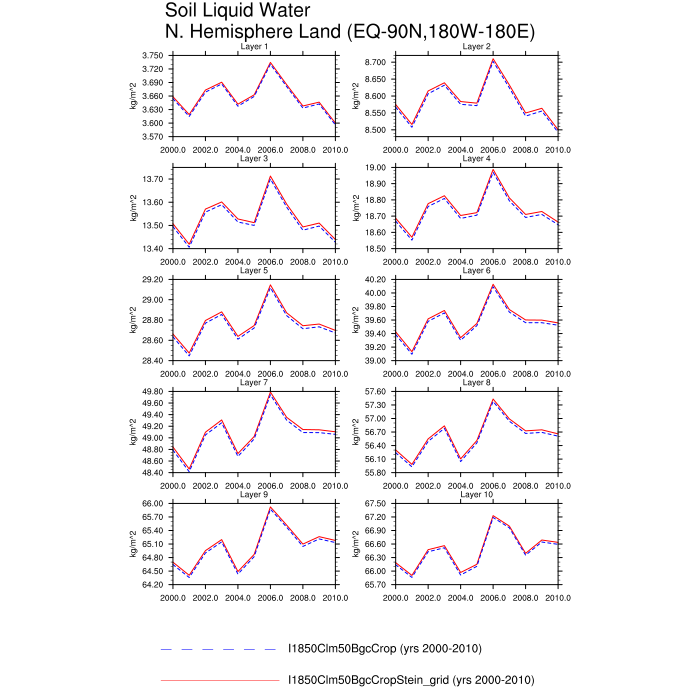 Soil Liquid Water
N. Hemisphere Land (EQ-90N,180W-180E)
Layer 1
kg/m^2
3.750
3.720
3.690
3.660
3.630
3.600
3.570
2000.0 2002.0 2004.0 2006.0 2008.0 2010.0
Layer 2
kg/m^2
8.700
8.650
8.600
8.550
8.500
2000.0 2002.0 2004.0 2006.0 2008.0 2010.0
Layer 3
kg/m^2
13.70
13.60
13.50
13.40
2000.0 2002.0 2004.0 2006.0 2008.0 2010.0
Layer 4
kg/m^2
19.00
18.90
18.80
18.70
18.60
18.50
2000.0 2002.0 2004.0 2006.0 2008.0 2010.0
Layer 5
kg/m^2
29.20
29.00
28.80
28.60
28.40
2000.0 2002.0 2004.0 2006.0 2008.0 2010.0
Layer 6
kg/m^2
40.20
40.00
39.80
39.60
39.40
39.20
39.00
2000.0 2002.0 2004.0 2006.0 2008.0 2010.0
Layer 7
kg/m^2
49.80
49.60
49.40
49.20
49.00
48.80
48.60
48.40
2000.0 2002.0 2004.0 2006.0 2008.0 2010.0
Layer 8
kg/m^2
57.60
57.30
57.00
56.70
56.40
56.10
55.80
2000.0 2002.0 2004.0 2006.0 2008.0 2010.0
Layer 9
kg/m^2
66.00
65.70
65.40
65.10
64.80
64.50
64.20
2000.0 2002.0 2004.0 2006.0 2008.0 2010.0
Layer 10
kg/m^2
67.50
67.20
66.90
66.60
66.30
66.00
65.70
2000.0 2002.0 2004.0 2006.0 2008.0 2010.0
I1850Clm50BgcCrop (yrs 2000-2010)
I1850Clm50BgcCropStein_grid (yrs 2000-2010)